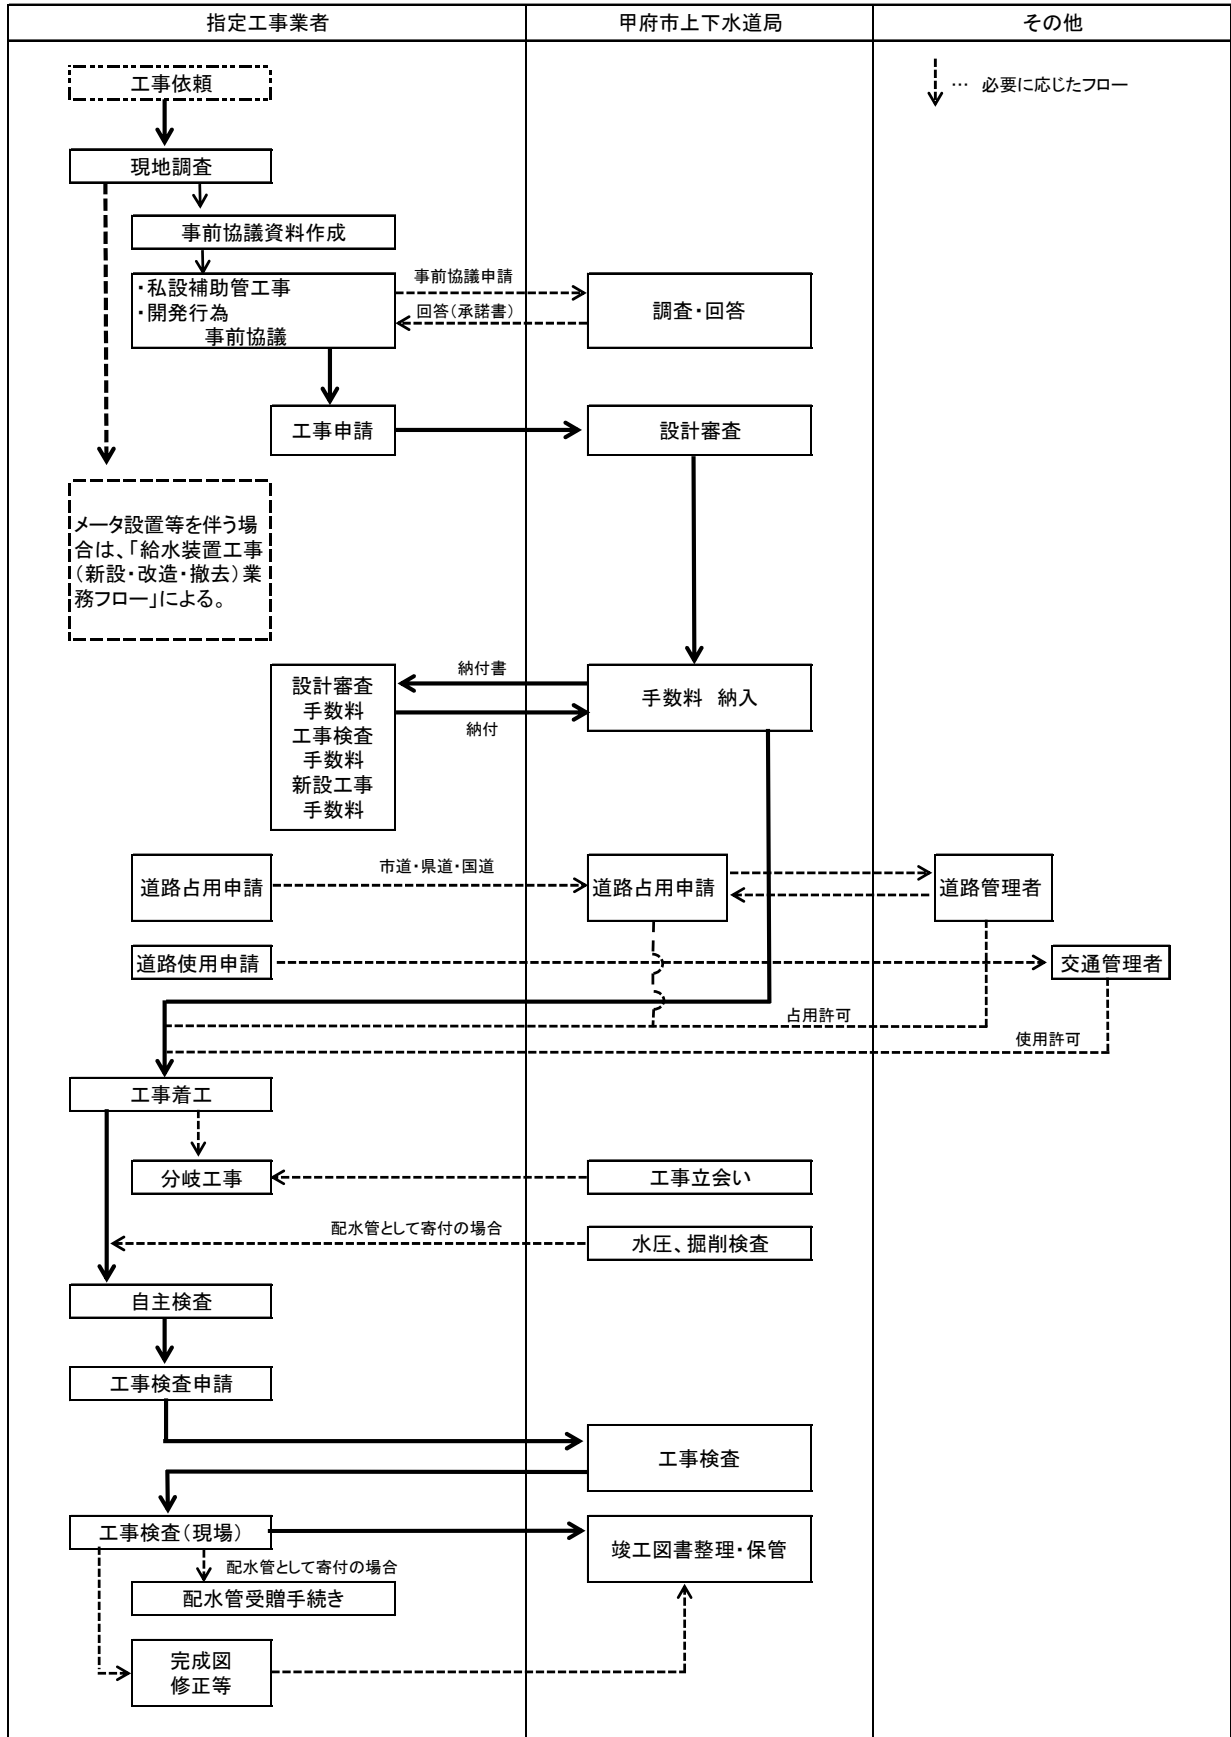 指定工事業者
甲府市上下水道局
その他
工事依頼
… 必要に応じたフロー
現地調査
事前協議資料作成
・私設補助管工事
・開発行為
事前協議
事前協議申請
回答(承諾書)
調査・回答
工事申請
設計審査
メータ設置等を伴う場
合は、「給水装置工事
(新設・改造・撤去)業
務フロー」による。
設計審査
手数料
工事検査
手数料
新設工事
手数料
納付書
納付
手数料 納入
道路占用申請
市道・県道・国道
道路占用申請
道路管理者
道路使用申請
交通管理者
占用許可
使用許可
工事着工
分岐工事
工事立会い
配水管として寄付の場合
水圧、掘削検査
自主検査
工事検査申請
工事検査
工事検査(現場)
竣工図書整理・保管
配水管として寄付の場合
配水管受贈手続き
完成図
修正等